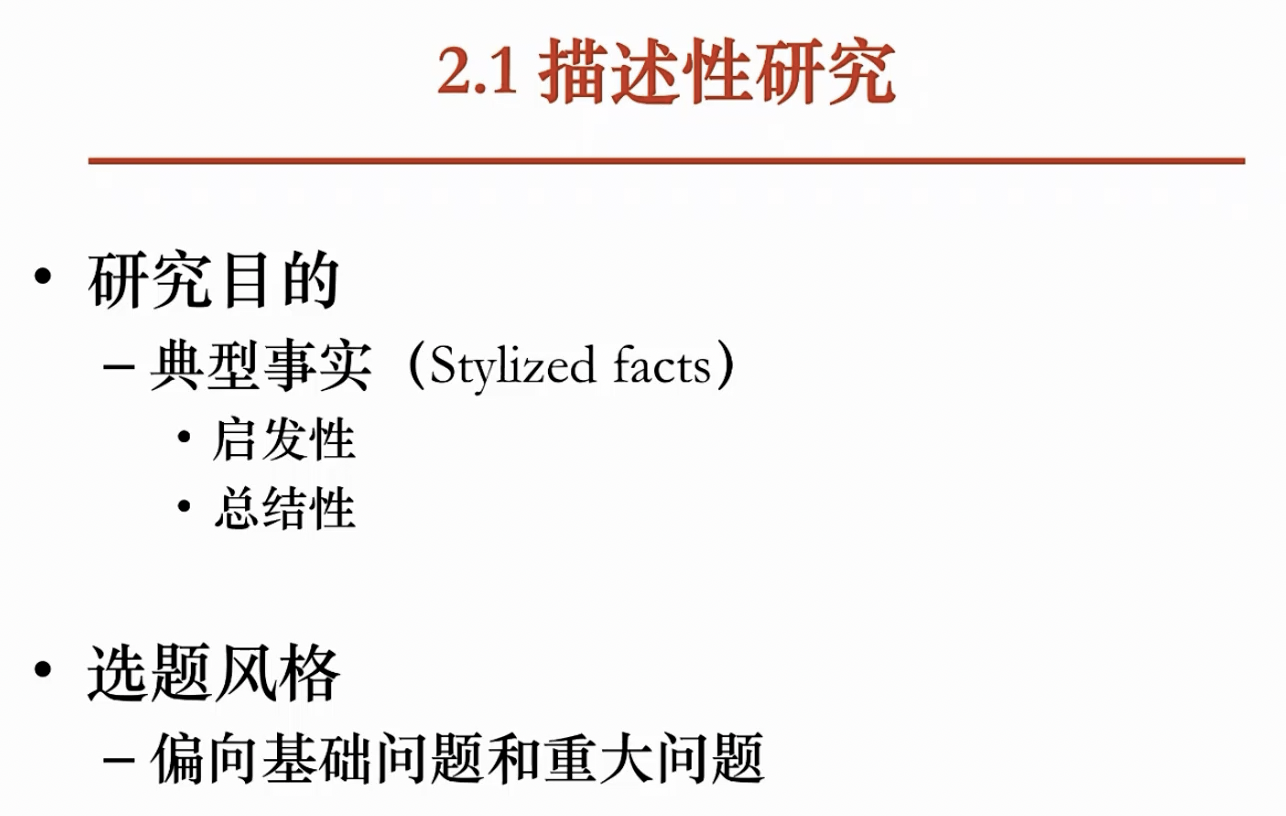 2.1 描述性研究
• 研究目的
– 典型事实（Stylized facts）
• 启发性
• 总结性
• 选题风格
– 偏向基础问题和重大问题